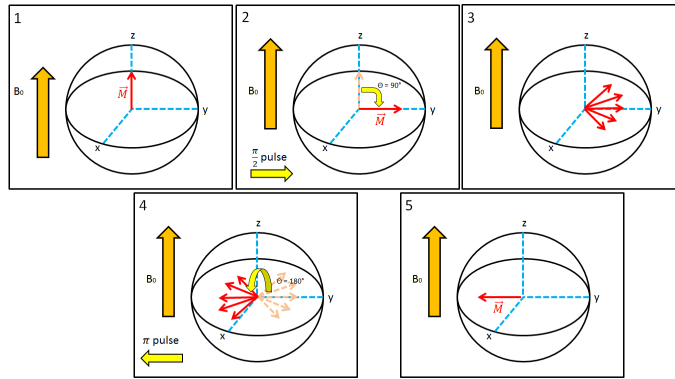 1
z
B₀
M⃗
y
x
2
z
B₀
Θ = 90°
M⃗
y
x
π/2 pulse
3
z
B₀
y
x
4
z
B₀
Θ = 180°
y
x
π pulse
5
z
B₀
M⃗
y
x